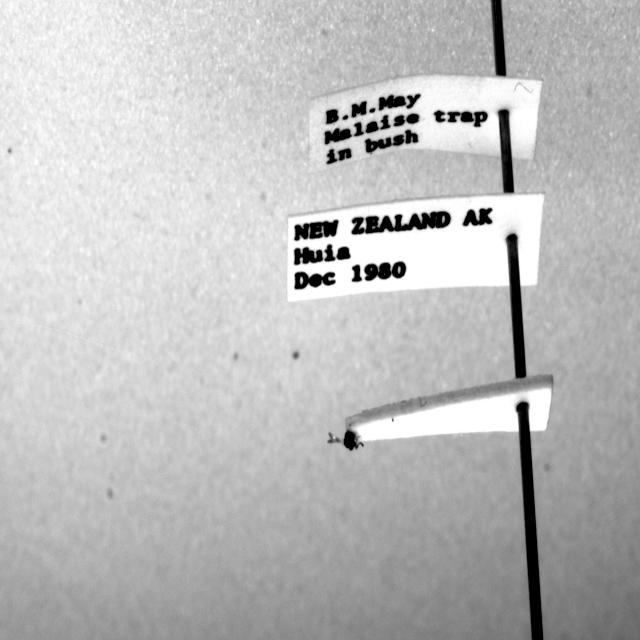 B.M.May
Malaise trap
in bush
NEW ZEALAND AK
Huia
Dec 1980